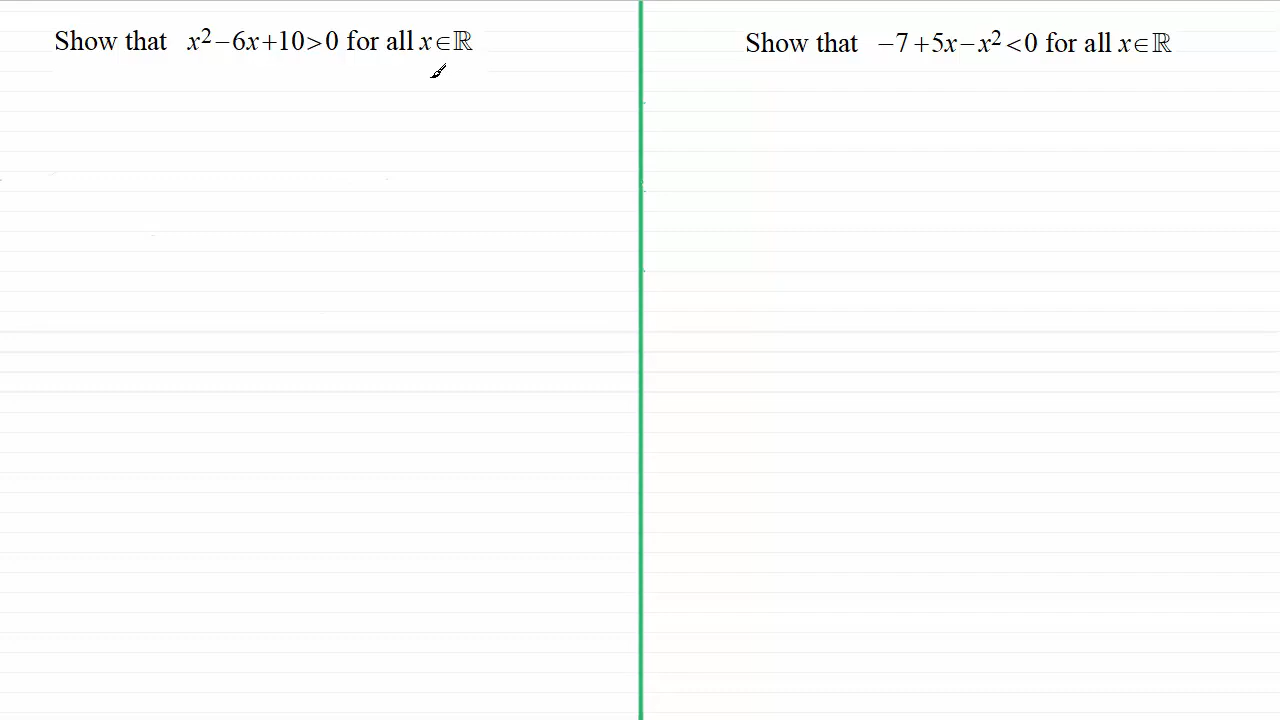 Show that x²−6x+10>0 for all x∈ℝ
Show that −7+5x−x²<0 for all x∈ℝ